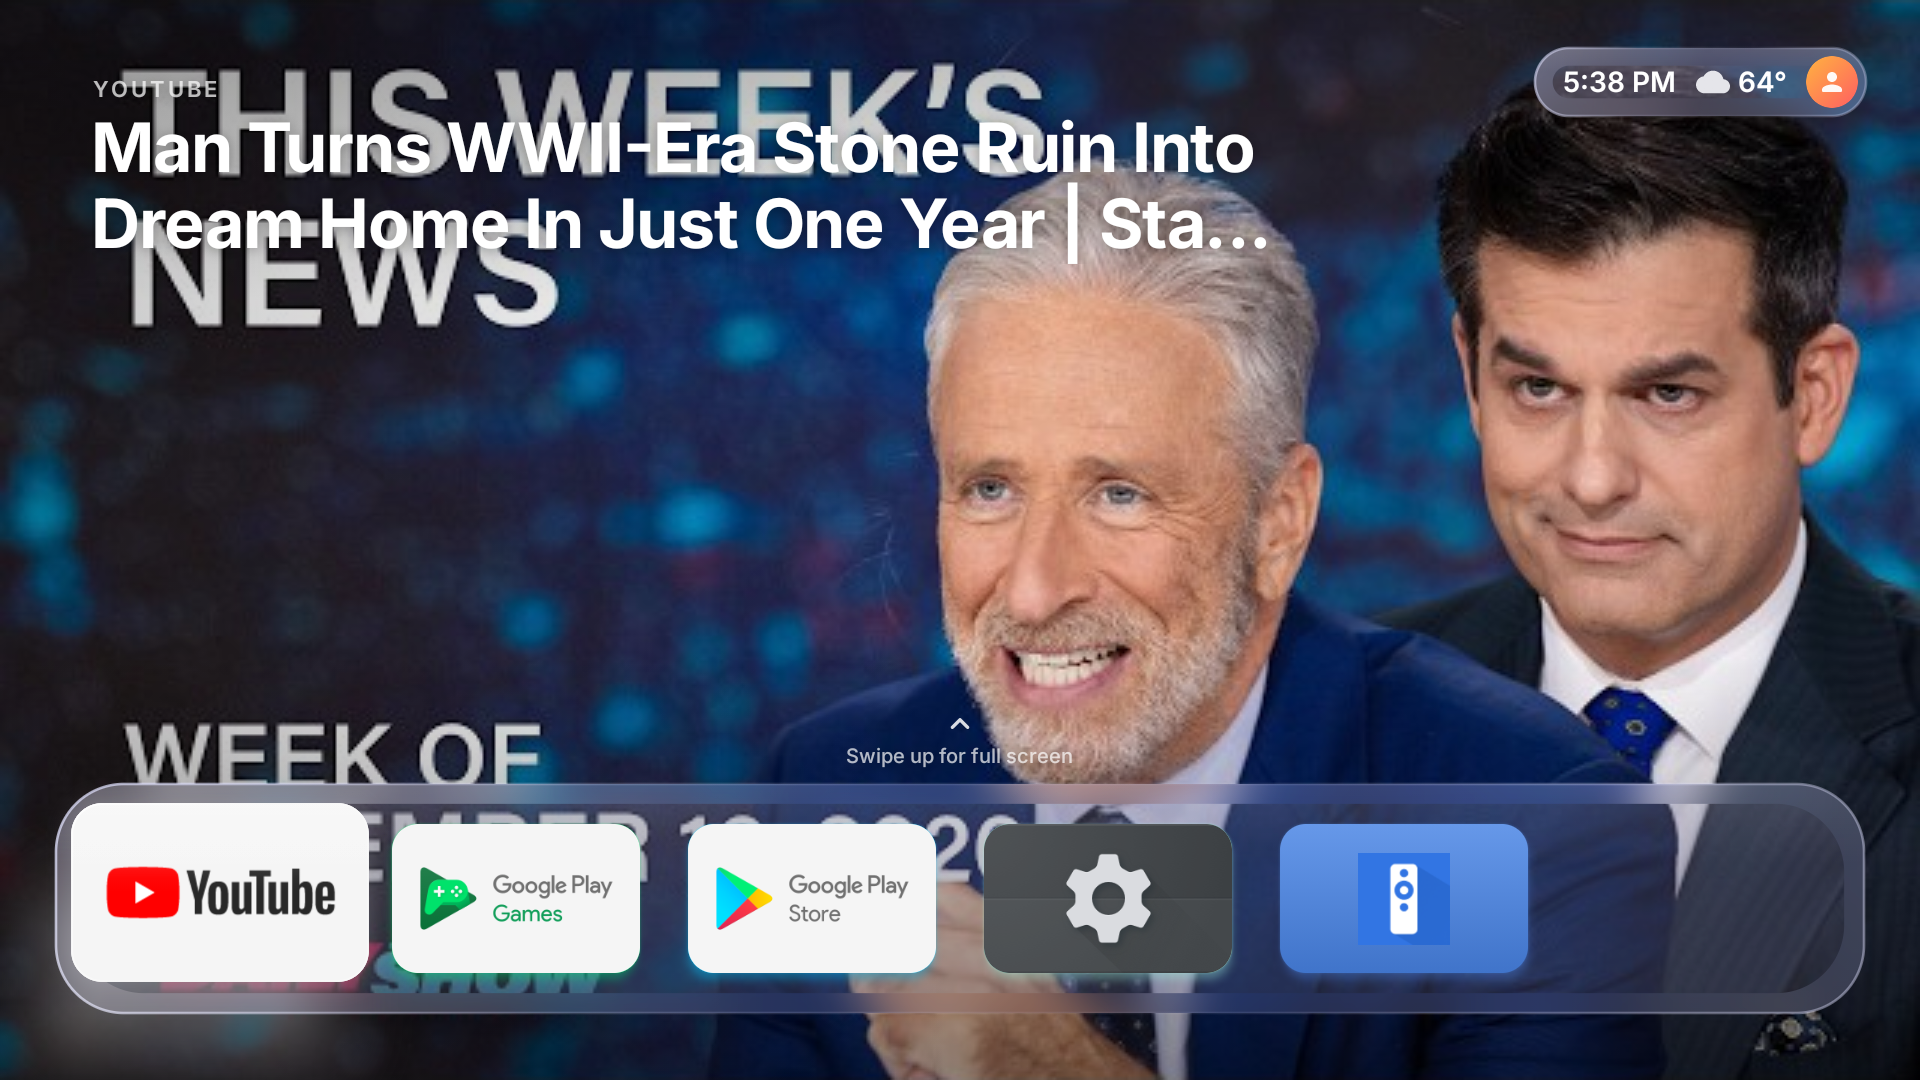 YOUTUBE
5:38 PM 64°
THIS WEEK'S
NEWS
Man Turns WWII-Era Stone Ruin Into
Dream Home In Just One Year | Sta...
WEEK OF
Swipe up for full screen
YouTube
Google Play
Games
Google Play
Store
SHOW